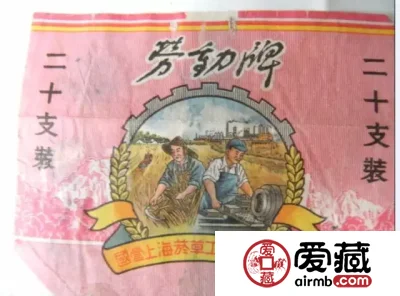 劳动牌
二十支裝
二十支裝
國營上海菸草工
爱藏
airmb.com